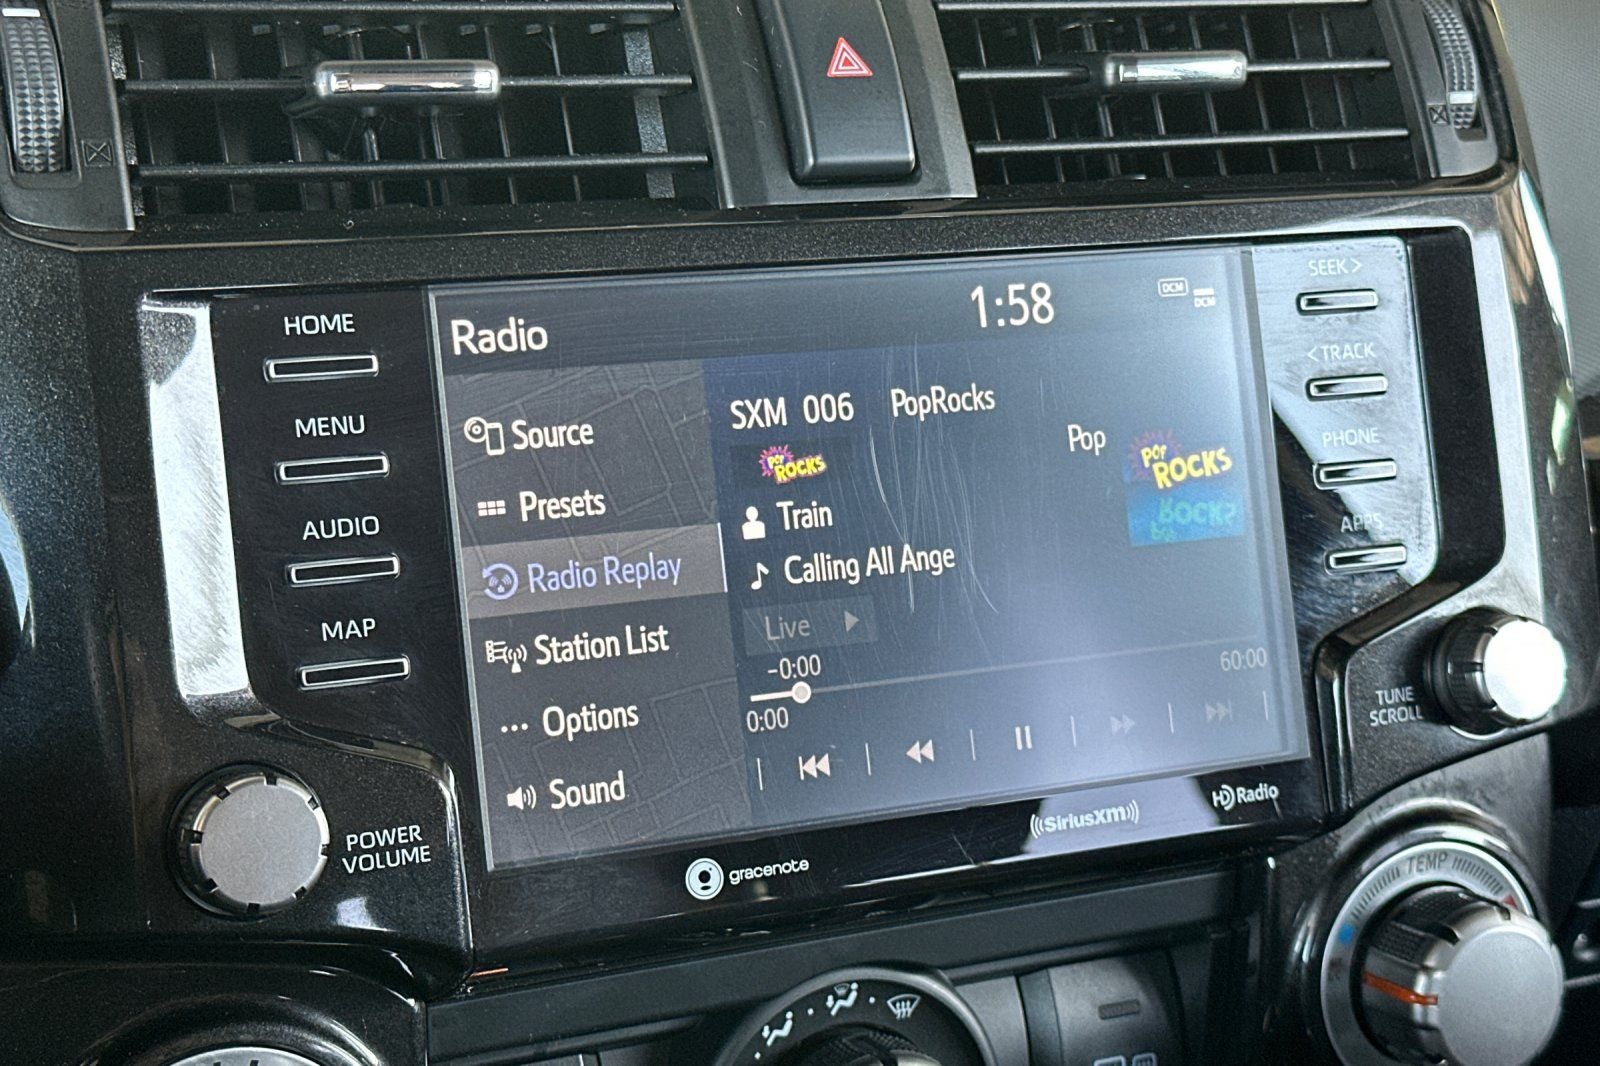 Radio
1:58
DCM
DCM
HOME
MENU
AUDIO
MAP
POWER
VOLUME
Source
Presets
Radio Replay
Station List
Options
Sound
SXM 006 PopRocks
Pop
POP
ROCKS
POP
ROCKS
Train
Calling All Ange
Live
-0:00
60:00
0:00
SEEK >
< TRACK
PHONE
APPS
TUNE
SCROLL
gracenote
SiriusXM
HD Radio
TEMP